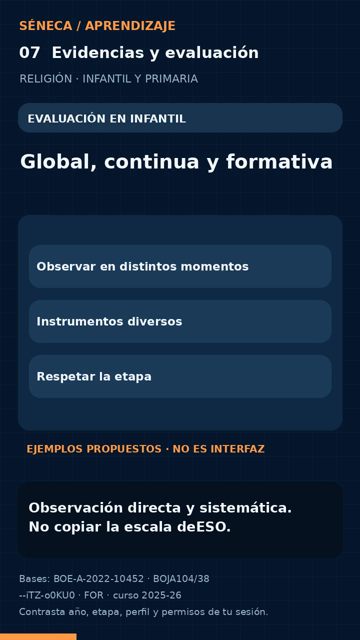 SÉNECA / APRENDIZAJE
07 Evidencias y evaluación
RELIGIÓN · INFANTIL Y PRIMARIA
EVALUACIÓN EN INFANTIL
Global, continua y formativa
Observar en distintos momentos
Instrumentos diversos
Respetar la etapa
EJEMPLOS PROPUESTOS · NO ES INTERFAZ
Observación directa y sistemática.
No copiar la escala deESO.
Bases: BOE-A-2022-10452 · BOJA104/38
--iTZ-o0KU0 · FOR · curso 2025-26
Contrasta año, etapa, perfil y permisos de tu sesión.